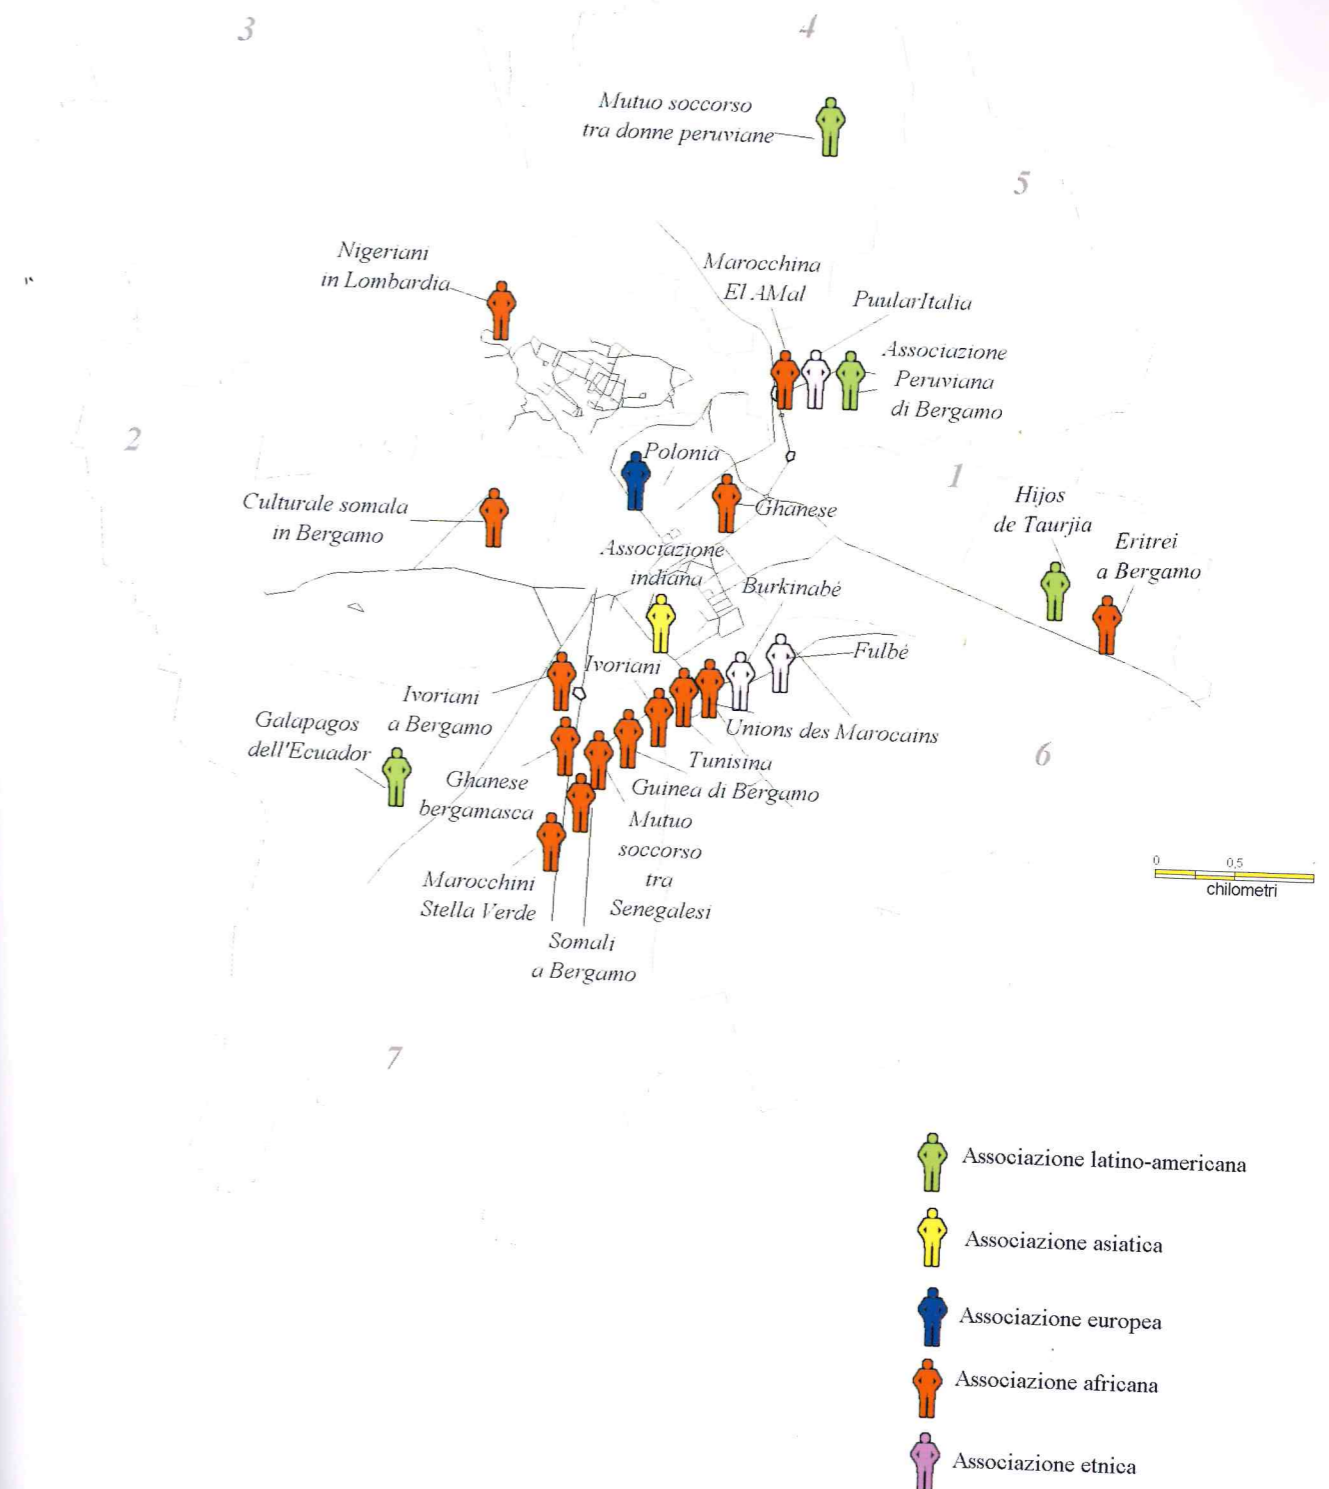 3
4
Mutuo soccorso
tra donne peruviane
5
Nigeriani
in Lombardia
Marocchina
El AMal
PuularItalia
Associazione
Peruviana
di Bergamo
2
Polonia
1
Culturale somala
in Bergamo
Ghanese
Hijos
de Taurjia
Eritrei
a Bergamo
Associazione
indiana
Burkinabé
Fulbé
Ivoriani
Ivoriani
a Bergamo
Galapagos
dell'Ecuador
Unions des Marocains
6
Tunisina
Guinea di Bergamo
Ghanese
bergamasca
Mutuo
soccorso
tra
Senegalesi
Marocchini
Stella Verde
Somali
a Bergamo
0 0,5
chilometri
7
Associazione latino-americana
Associazione asiatica
Associazione europea
Associazione africana
Associazione etnica